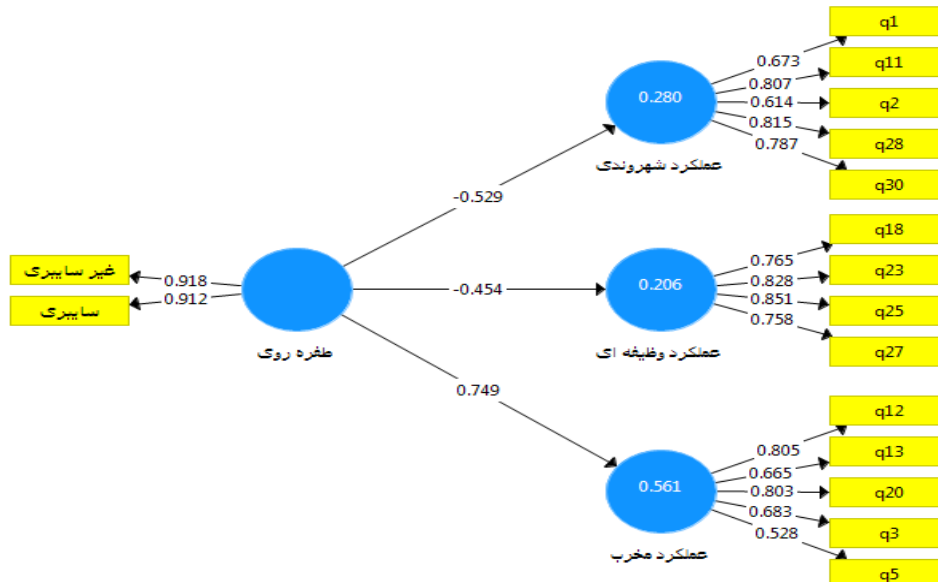 q1
0.673
q11
0.807
q2
0.614
q28
0.815
q30
0.787
0.280
عملکرد شهروندی
-0.529
غیر سایبری
0.918
سایبری
0.912
طفره روی
-0.454
0.206
عملکرد وظیفه ای
q18
0.765
q23
0.828
q25
0.851
q27
0.758
0.749
0.561
عملکرد مخرب
q12
0.805
q13
0.665
q20
0.803
q3
0.683
q5
0.528